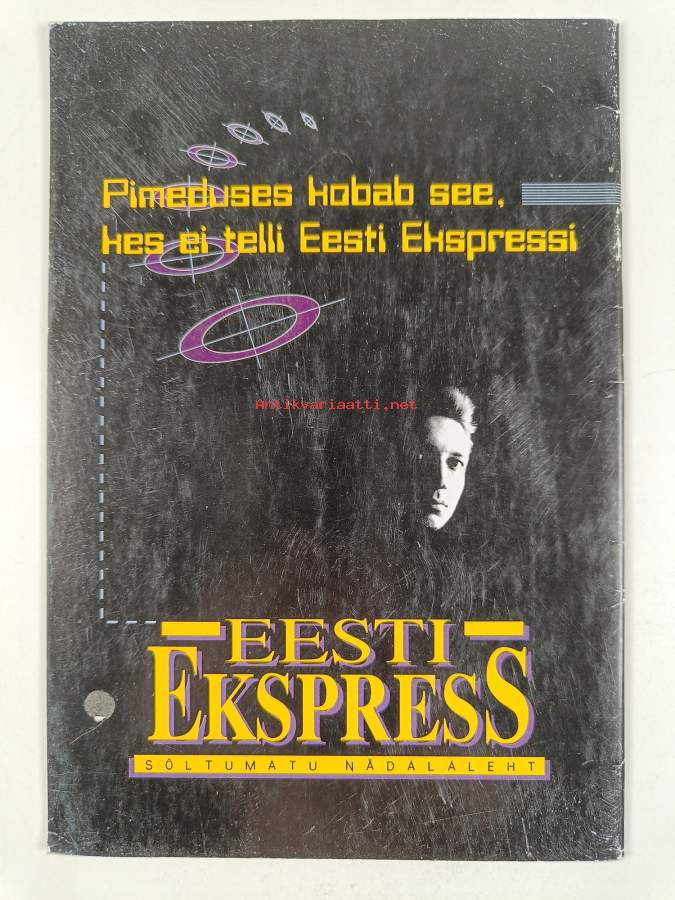 Pimeduses kobab see,
kes ei telli Eesti Ekspressi
Antikvariaatti.net
EESTI
EKSPRESS
SÕLTUMATU NÄDALALEHT